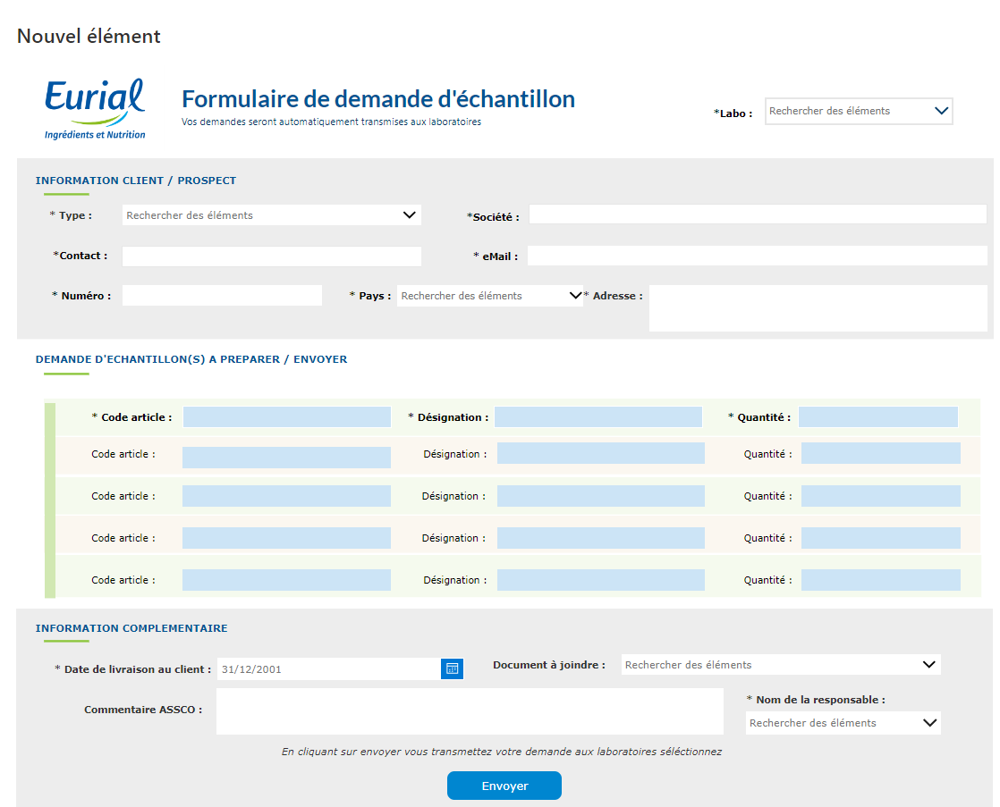 Nouvel élément
Eurial
Ingrédients et Nutrition
Formulaire de demande d'échantillon
Vos demandes seront automatiquement transmises aux laboratoires
*Labo : Rechercher des éléments
INFORMATION CLIENT / PROSPECT
* Type : Rechercher des éléments *Société :
*Contact : * eMail :
* Numéro : * Pays : Rechercher des éléments * Adresse :
DEMANDE D'ECHANTILLON(S) A PREPARER / ENVOYER
* Code article : * Désignation : * Quantité :
Code article : Désignation : Quantité :
Code article : Désignation : Quantité :
Code article : Désignation : Quantité :
Code article : Désignation : Quantité :
INFORMATION COMPLEMENTAIRE
* Date de livraison au client : 31/12/2001 Document à joindre : Rechercher des éléments
Commentaire ASSCO : * Nom de la responsable :
Rechercher des éléments
En cliquant sur envoyer vous transmettez votre demande aux laboratoires séléctionnez
Envoyer